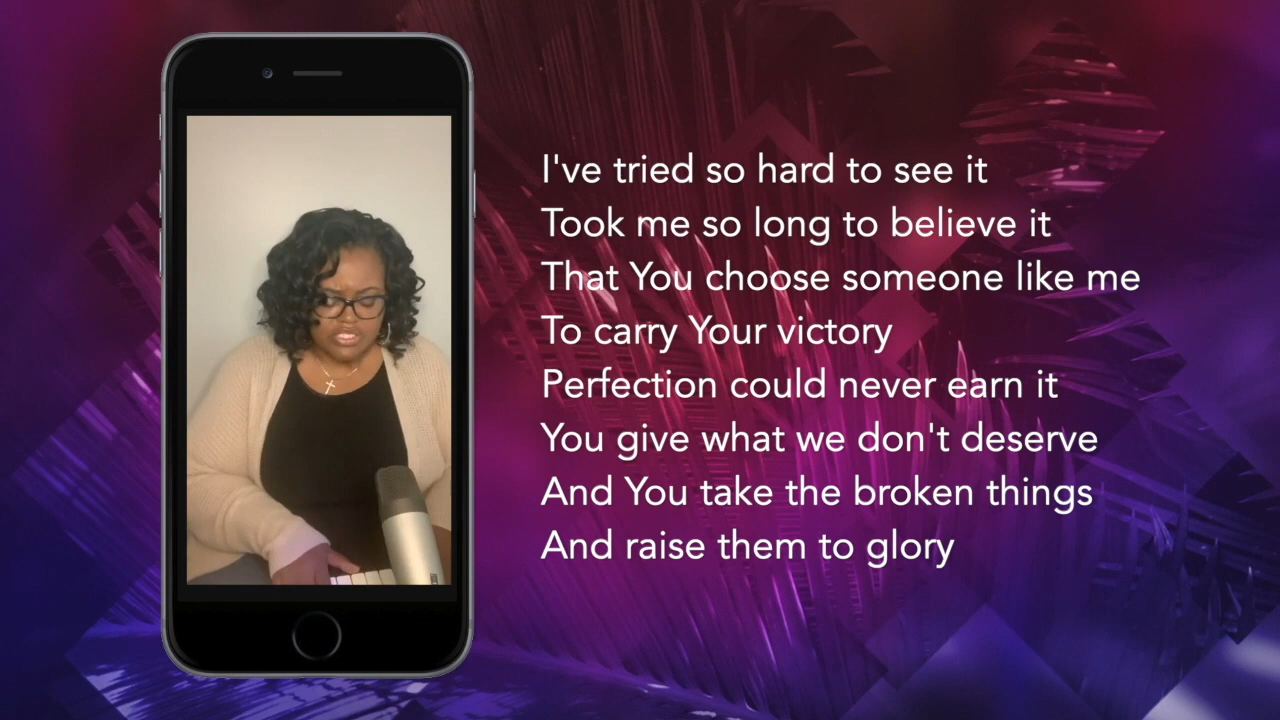 I've tried so hard to see it
Took me so long to believe it
That You choose someone like me
To carry Your victory
Perfection could never earn it
You give what we don't deserve
And You take the broken things
And raise them to glory